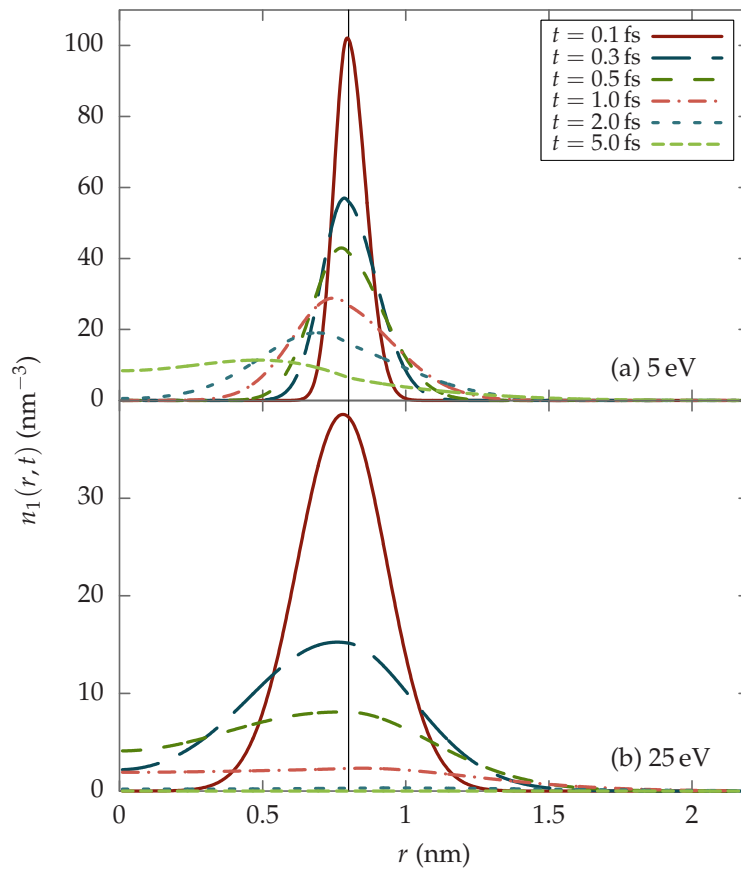 t = 0.1 fs
t = 0.3 fs
t = 0.5 fs
t = 1.0 fs
t = 2.0 fs
t = 5.0 fs
100
80
60
40
20
0
(a) 5 eV
n₁(r, t) (nm⁻³)
30
20
10
0
(b) 25 eV
0 0.5 1 1.5 2
r (nm)